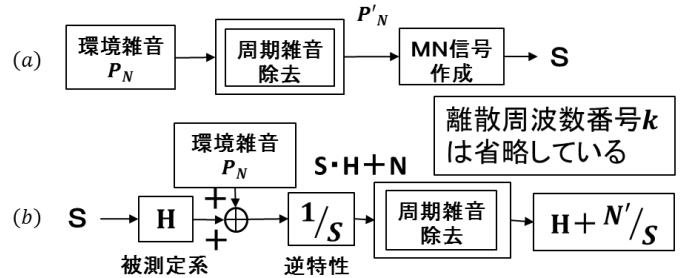 (a)
環境雑音
P_N
周期雑音
除去
P′_N
MN信号
作成
S
離散周波数番号k
は省略している
(b)
S
H
被測定系
環境雑音
P_N
+
+
S・H+N
1/S
逆特性
周期雑音
除去
H + N′/S